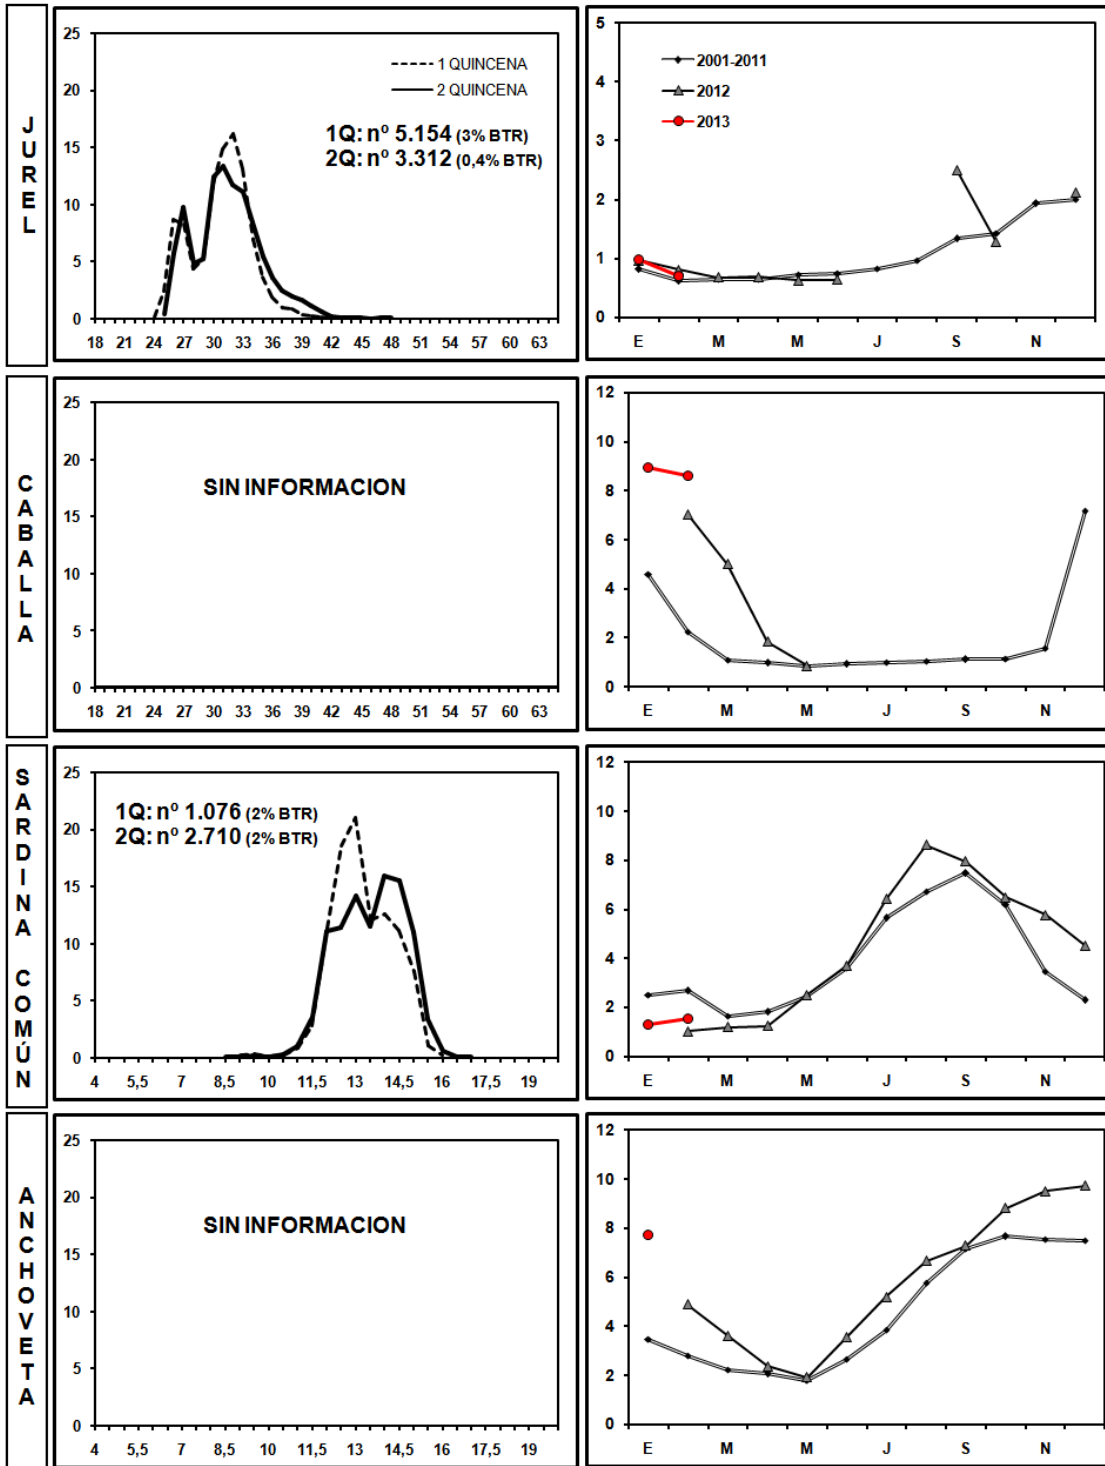 JUREL
25
20
15
10
5
0
1 QUINCENA
2 QUINCENA
1Q: nº 5.154 (3% BTR)
2Q: nº 3.312 (0,4% BTR)
18 21 24 27 30 33 36 39 42 45 48 51 54 57 60 63
5
4
3
2
1
0
2001-2011
2012
2013
E M M J S N
CABALLA
25
20
15
10
5
0
SIN INFORMACION
18 21 24 27 30 33 36 39 42 45 48 51 54 57 60 63
12
10
8
6
4
2
0
E M M J S N
SARDINA COMÚN
25
20
15
10
5
0
1Q: nº 1.076 (2% BTR)
2Q: nº 2.710 (2% BTR)
4 5,5 7 8,5 10 11,5 13 14,5 16 17,5 19
12
10
8
6
4
2
0
E M M J S N
ANCHOVETA
25
20
15
10
5
0
SIN INFORMACION
4 5,5 7 8,5 10 11,5 13 14,5 16 17,5 19
12
10
8
6
4
2
0
E M M J S N